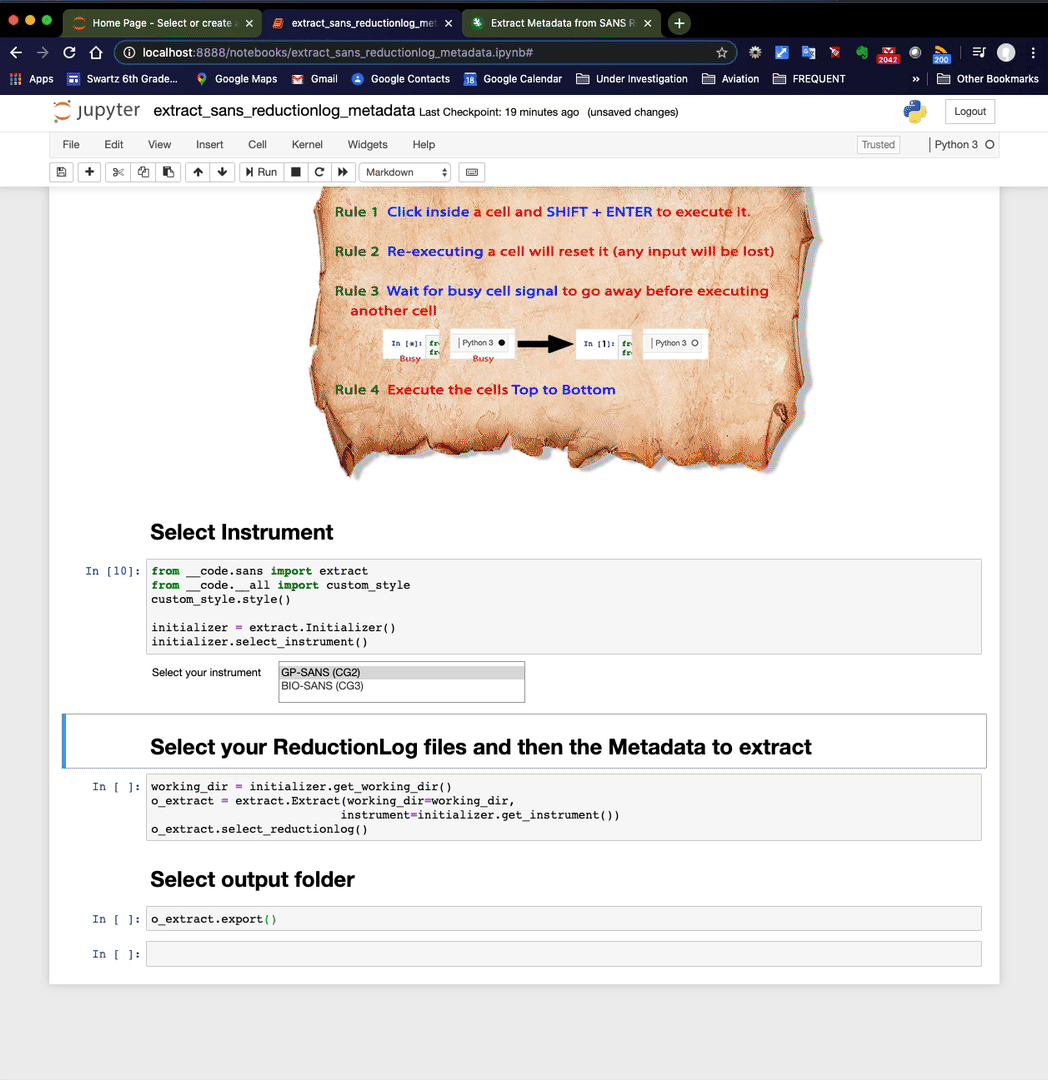 Home Page - Select or create a
extract_sans_reductionlog_met
Extract Metadata from SANS R
localhost:8888/notebooks/extract_sans_reductionlog_metadata.ipynb#
2042
200
Apps
Swartz 6th Grade...
Google Maps
Gmail
Google Contacts
18
Google Calendar
Under Investigation
Aviation
FREQUENT
»
Other Bookmarks
jupyter extract_sans_reductionlog_metadata Last Checkpoint: 19 minutes ago (unsaved changes)
Logout
File Edit View Insert Cell Kernel Widgets Help
Trusted
Python 3
Run
Markdown
Rule 1 Click inside a cell and SHIFT + ENTER to execute it.
Rule 2 Re-executing a cell will reset it (any input will be lost)
Rule 3 Wait for busy cell signal to go away before executing
another cell
In [*]: fr
fr
Python 3
In [1]: fr
fr
Python 3
Busy
Busy
Rule 4 Execute the cells Top to Bottom
Select Instrument
In [10]:
from __code.sans import extract
from __code.__all import custom_style
custom_style.style()
initializer = extract.Initializer()
initializer.select_instrument()
Select your instrument
GP-SANS (CG2)
BIO-SANS (CG3)
Select your ReductionLog files and then the Metadata to extract
In [ ]:
working_dir = initializer.get_working_dir()
o_extract = extract.Extract(working_dir=working_dir,
instrument=initializer.get_instrument())
o_extract.select_reductionlog()
Select output folder
In [ ]:
o_extract.export()
In [ ]: